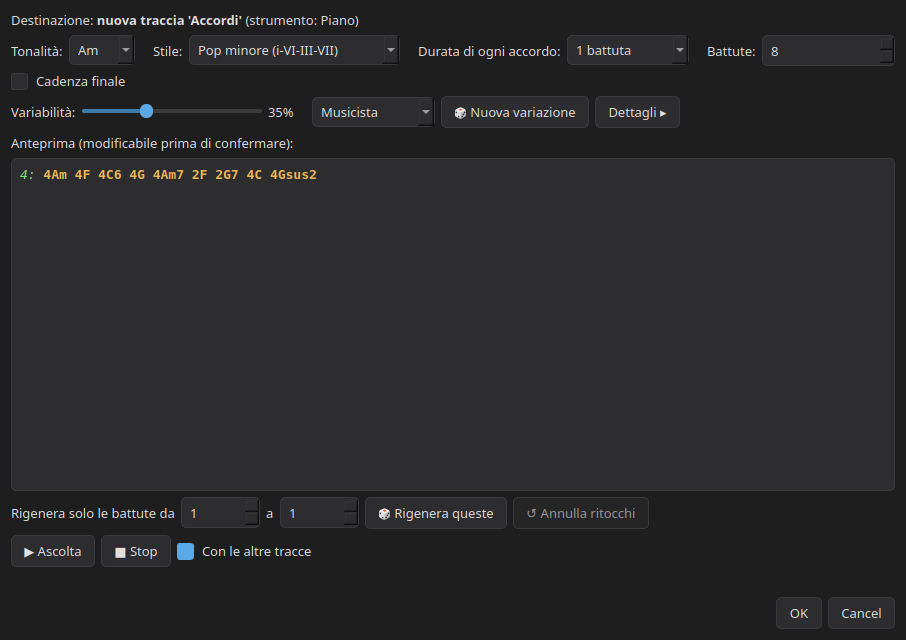 Destinazione: nuova traccia 'Accordi' (strumento: Piano)
Tonalità: Am Stile: Pop minore (i-VI-III-VII) Durata di ogni accordo: 1 battuta Battute: 8
Cadenza finale
Variabilità: 35% Musicista 🎲 Nuova variazione Dettagli ▸
Anteprima (modificabile prima di confermare):
4: 4Am 4F 4C6 4G 4Am7 2F 2G7 4C 4Gsus2
Rigenera solo le battute da 1 a 1 🎲 Rigenera queste ↺ Annulla ritocchi
▶ Ascolta ■ Stop Con le altre tracce
OK Cancel